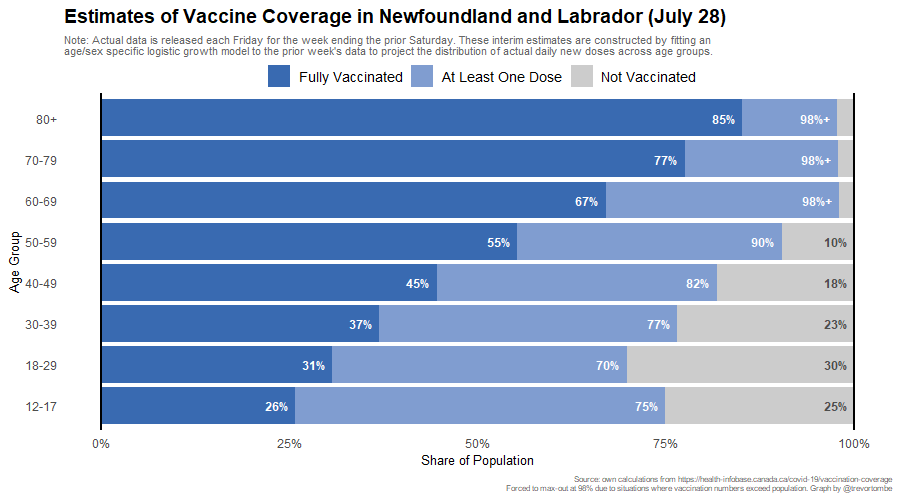 Estimates of Vaccine Coverage in Newfoundland and Labrador (July 28)
Note: Actual data is released each Friday for the week ending the prior Saturday. These interim estimates are constructed by fitting an
age/sex specific logistic growth model to the prior week's data to project the distribution of actual daily new doses across age groups.
Fully Vaccinated At Least One Dose Not Vaccinated
Age Group
80+ 85% 98%+
70-79 77% 98%+
60-69 67% 98%+
50-59 55% 90% 10%
40-49 45% 82% 18%
30-39 37% 77% 23%
18-29 31% 70% 30%
12-17 26% 75% 25%
0% 25% 50% 75% 100%
Share of Population
Source: own calculations from https://health-infobase.canada.ca/covid-19/vaccination-coverage
Forced to max-out at 98% due to situations where vaccination numbers exceed population. Graph by @trevortombe